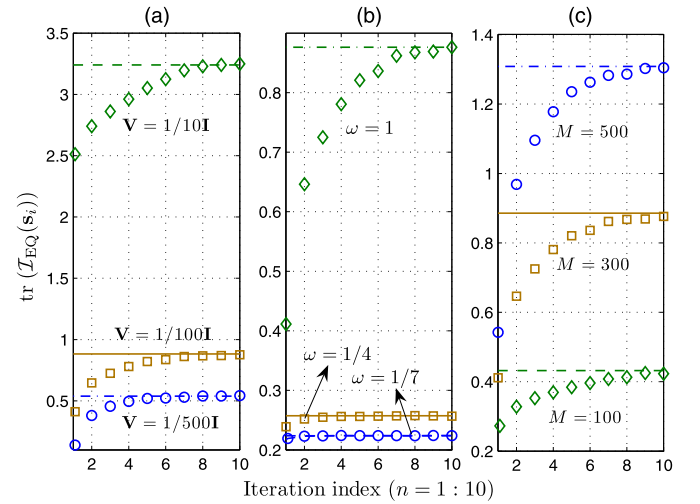 (a) (b) (c)
tr (𝓘_EQ(s_i))
3.5
3
2.5
2
1.5
1
0.5
V = 1/10I
V = 1/100I
V = 1/500I
2 4 6 8 10
0.8
0.7
0.6
0.5
0.4
0.3
0.2
ω = 1
ω = 1/4
ω = 1/7
2 4 6 8 10
1.4
1.2
1
0.8
0.6
0.4
0.2
M = 500
M = 300
M = 100
2 4 6 8 10
Iteration index (n = 1 : 10)